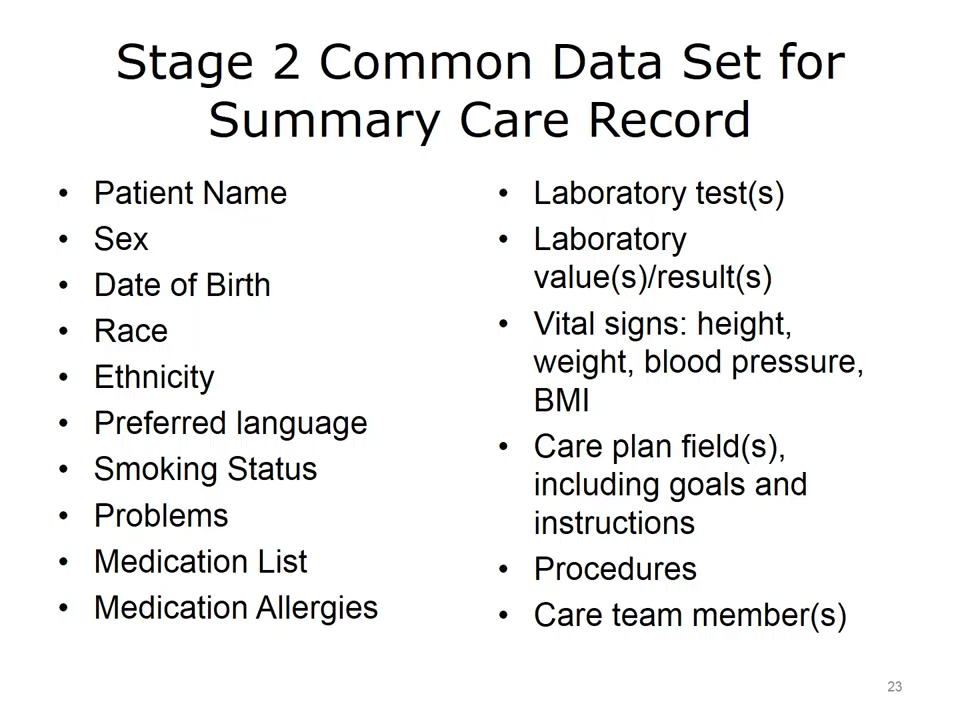 Stage 2 Common Data Set for
Summary Care Record
• Patient Name
• Sex
• Date of Birth
• Race
• Ethnicity
• Preferred language
• Smoking Status
• Problems
• Medication List
• Medication Allergies
• Laboratory test(s)
• Laboratory
value(s)/result(s)
• Vital signs: height,
weight, blood pressure,
BMI
• Care plan field(s),
including goals and
instructions
• Procedures
• Care team member(s)
23